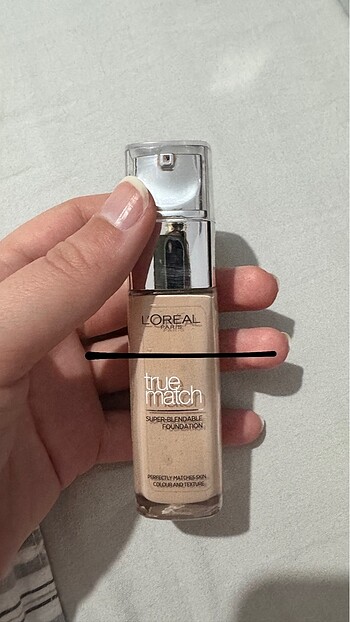 L'ORÉAL
PARIS
true
match
SUPER-BLENDABLE
FOUNDATION
PERFECTLY MATCHES SKIN
COLOUR AND TEXTURE